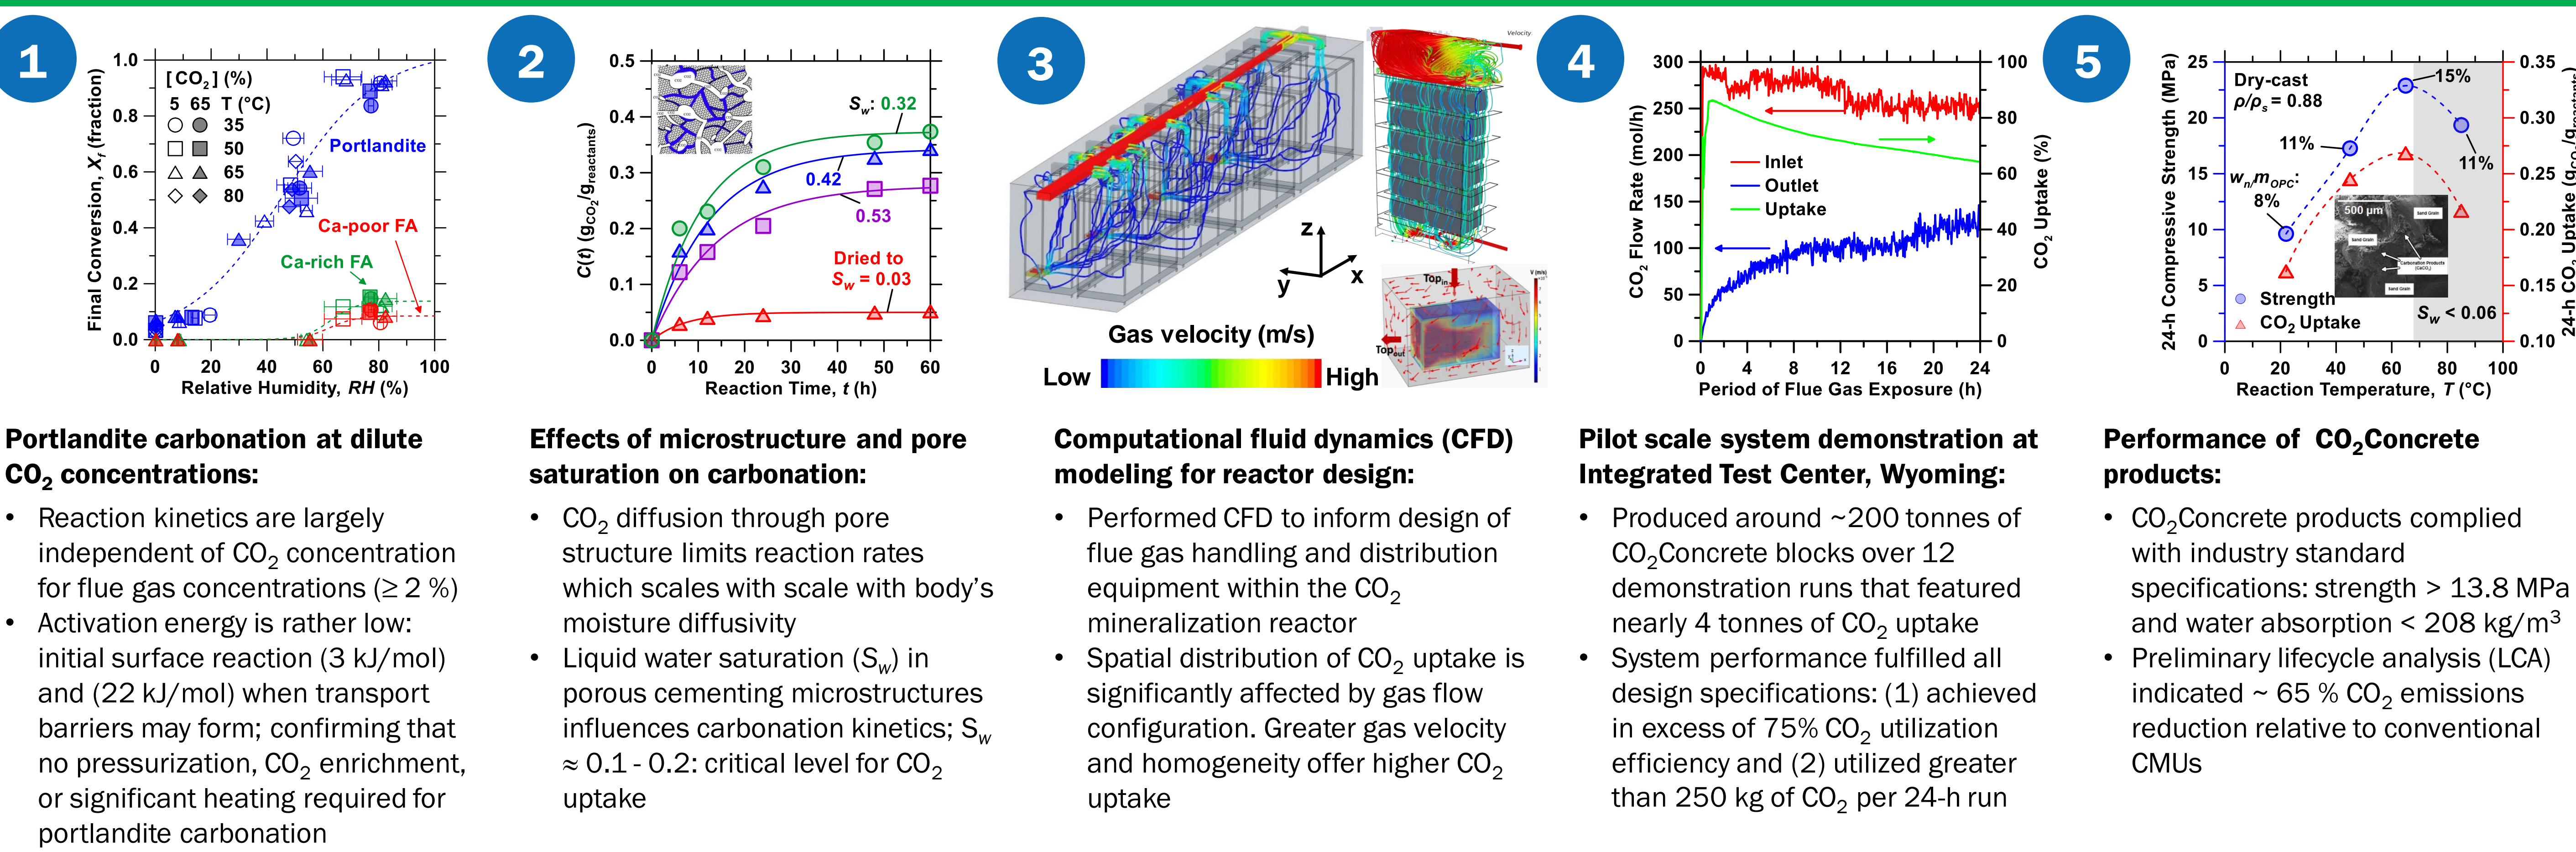 1
1.0
0.8
0.6
0.4
0.2
0.0
Final Conversion, Xf (fraction)
[CO2] (%)
5 65 T (°C)
35
50
65
80
Portlandite
Ca-poor FA
Ca-rich FA
0 20 40 60 80 100
Relative Humidity, RH (%)
Portlandite carbonation at dilute
CO2 concentrations:
• Reaction kinetics are largely
independent of CO2 concentration
for flue gas concentrations (≥ 2 %)
• Activation energy is rather low:
initial surface reaction (3 kJ/mol)
and (22 kJ/mol) when transport
barriers may form; confirming that
no pressurization, CO2 enrichment,
or significant heating required for
portlandite carbonation
2
0.5
0.4
0.3
0.2
0.1
0.0
C(t) (gCO2/greactants)
Sw: 0.32
0.42
0.53
Dried to
Sw = 0.03
0 12 24 36 48 60
Reaction Time, t (h)
Effects of microstructure and pore
saturation on carbonation:
• CO2 diffusion through pore
structure limits reaction rates
which scales with scale with body's
moisture diffusivity
• Liquid water saturation (Sw) in
porous cementing microstructures
influences carbonation kinetics; Sw
≈ 0.1 - 0.2: critical level for CO2
uptake
3
Velocity
z
y
x
Topin
Topout
V (m/s)
Gas velocity (m/s)
Low
High
Computational fluid dynamics (CFD)
modeling for reactor design:
• Performed CFD to inform design of
flue gas handling and distribution
equipment within the CO2
mineralization reactor
• Spatial distribution of CO2 uptake is
significantly affected by gas flow
configuration. Greater gas velocity
and homogeneity offer higher CO2
uptake
4
300
250
200
150
100
50
0
CO2 Flow Rate (mol/h)
Inlet
Outlet
Uptake
100
80
60
40
20
0
CO2 Uptake (%)
0 4 8 12 16 20 24
Period of Flue Gas Exposure (h)
Pilot scale system demonstration at
Integrated Test Center, Wyoming:
• Produced around ~200 tonnes of
CO2Concrete blocks over 12
demonstration runs that featured
nearly 4 tonnes of CO2 uptake
• System performance fulfilled all
design specifications: (1) achieved
in excess of 75% CO2 utilization
efficiency and (2) utilized greater
than 250 kg of CO2 per 24-h run
5
25
20
15
10
5
0
24-h Compressive Strength (MPa)
Dry-cast
ρ/ρs = 0.88
15%
11%
11%
wn/mOPC:
8%
500 μm
Sand Grain
Sand Grain
Carbonation Products
(CaCO3)
Sand Grain
Strength
CO2 Uptake
Sw < 0.06
0.35
0.30
0.25
0.20
0.15
0.10
24-h CO2 Uptake (gCO2/greactants)
0 20 40 60 80 100
Reaction Temperature, T (°C)
Performance of CO2Concrete
products:
• CO2Concrete products complied
with industry standard
specifications: strength > 13.8 MPa
and water absorption < 208 kg/m3
• Preliminary lifecycle analysis (LCA)
indicated ~ 65 % CO2 emissions
reduction relative to conventional
CMUs